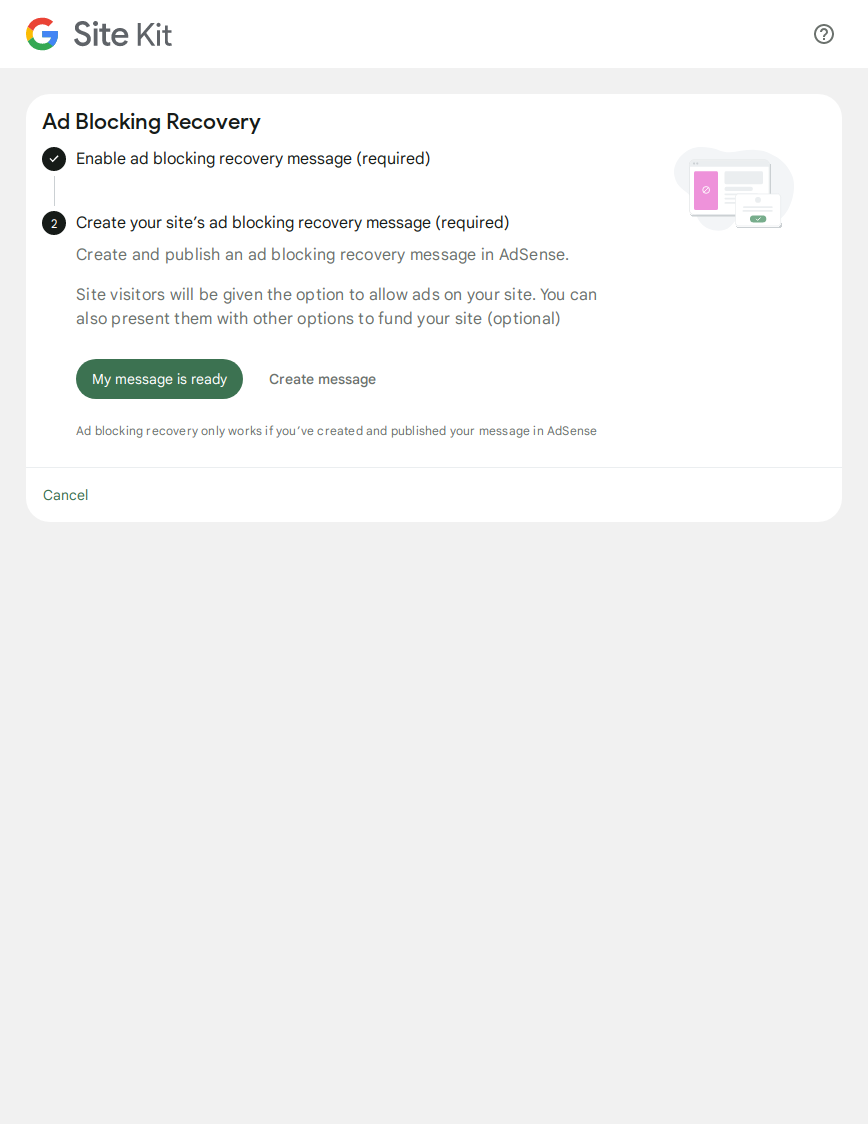 Site Kit
Ad Blocking Recovery
Enable ad blocking recovery message (required)
2
Create your site’s ad blocking recovery message (required)
Create and publish an ad blocking recovery message in AdSense.
Site visitors will be given the option to allow ads on your site. You can
also present them with other options to fund your site (optional)
My message is ready
Create message
Ad blocking recovery only works if you’ve created and published your message in AdSense
Cancel